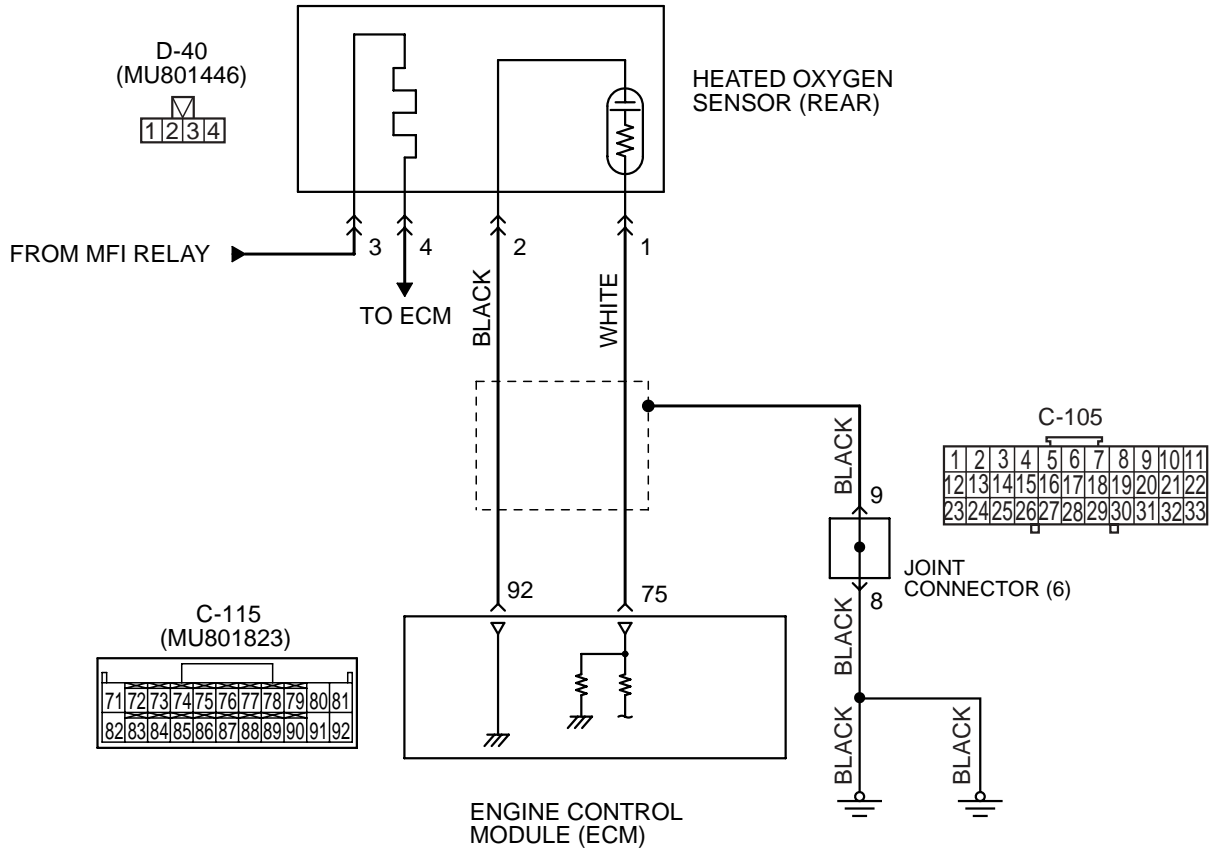 D-40
(MU801446)
1 2 3 4
HEATED OXYGEN
SENSOR (REAR)
FROM MFI RELAY
3
4
2
1
TO ECM
BLACK
WHITE
BLACK
9
C-105
1 2 3 4 5 6 7 8 9 10 11
12 13 14 15 16 17 18 19 20 21 22
23 24 25 26 27 28 29 30 31 32 33
JOINT
CONNECTOR (6)
8
92
75
C-115
(MU801823)
71 72 73 74 75 76 77 78 79 80 81
82 83 84 85 86 87 88 89 90 91 92
BLACK
BLACK
BLACK
ENGINE CONTROL
MODULE (ECM)